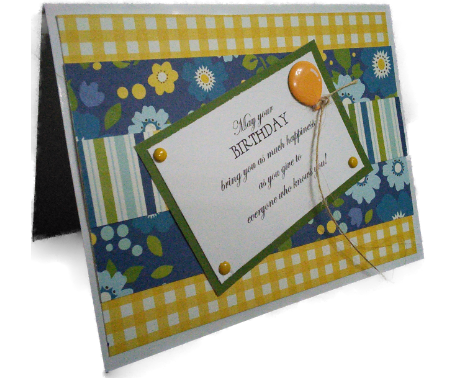 May your
BIRTHDAY
bring you as much happiness
as you give to
everyone who knows you!